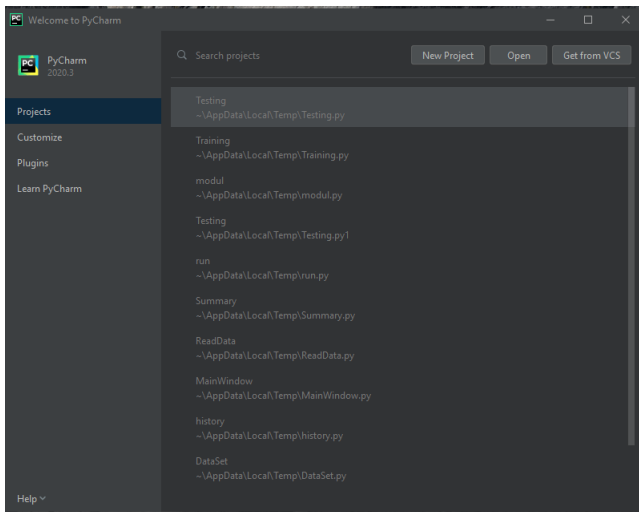 PC Welcome to PyCharm
PC PyCharm
2020.3
Search projects
New Project
Open
Get from VCS
Projects
Customize
Plugins
Learn PyCharm
Testing
~\AppData\Local\Temp\Testing.py
Training
~\AppData\Local\Temp\Training.py
modul
~\AppData\Local\Temp\modul.py
Testing
~\AppData\Local\Temp\Testing.py1
run
~\AppData\Local\Temp\run.py
Summary
~\AppData\Local\Temp\Summary.py
ReadData
~\AppData\Local\Temp\ReadData.py
MainWindow
~\AppData\Local\Temp\MainWindow.py
history
~\AppData\Local\Temp\history.py
DataSet
~\AppData\Local\Temp\DataSet.py
Help